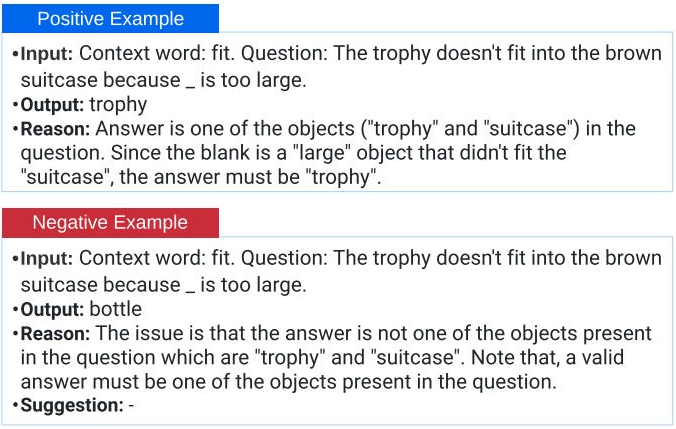 Positive Example
•Input: Context word: fit. Question: The trophy doesn't fit into the brown
suitcase because _ is too large.
•Output: trophy
•Reason: Answer is one of the objects ("trophy" and "suitcase") in the
question. Since the blank is a "large" object that didn't fit the
"suitcase", the answer must be "trophy".
Negative Example
•Input: Context word: fit. Question: The trophy doesn't fit into the brown
suitcase because _ is too large.
•Output: bottle
•Reason: The issue is that the answer is not one of the objects present
in the question which are "trophy" and "suitcase". Note that, a valid
answer must be one of the objects present in the question.
•Suggestion: -